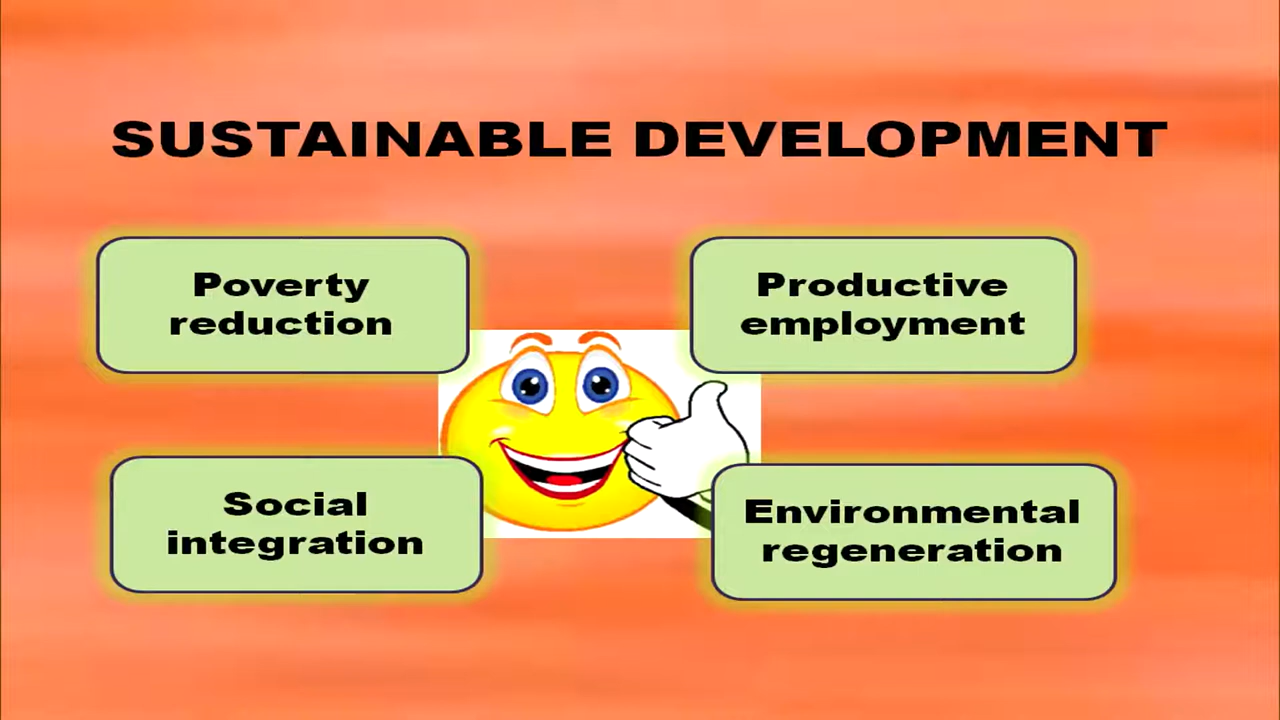 SUSTAINABLE DEVELOPMENT
Poverty
reduction
Productive
employment
Social
integration
Environmental
regeneration